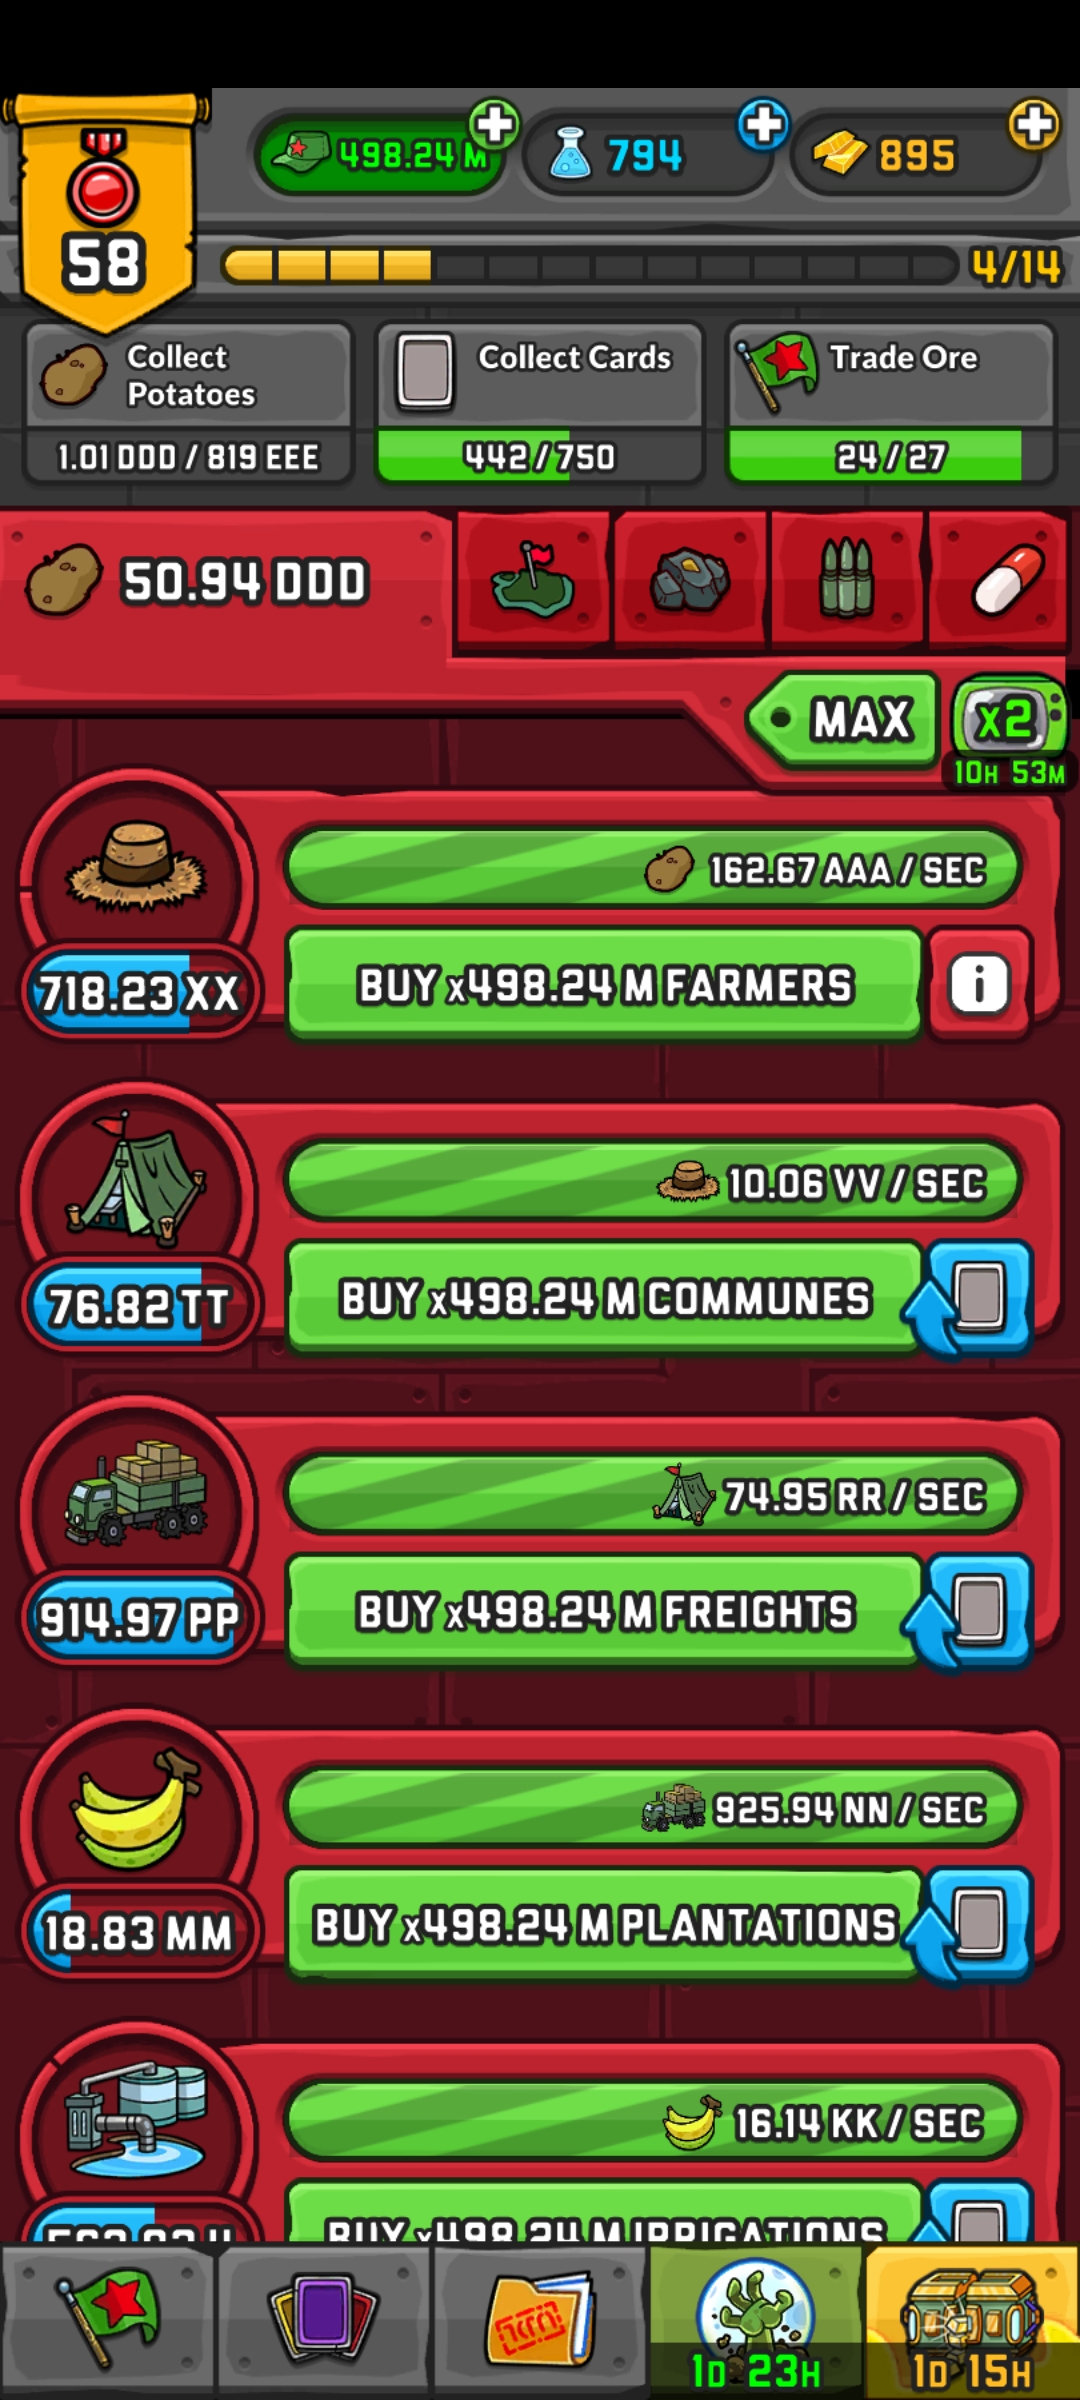 498.24 M
794
895
58
4/14
Collect Potatoes
Collect Cards
Trade Ore
1.01 DDD / 819 EEE
442/750
24/27
50.94 DDD
MAX
x2
10H 53M
162.67 AAA / SEC
718.23 XX
BUY x498.24 M FARMERS
i
10.06 VV / SEC
76.82 TT
BUY x498.24 M COMMUNES
74.95 RR / SEC
914.97 PP
BUY x498.24 M FREIGHTS
925.94 NN / SEC
18.83 MM
BUY x498.24 M PLANTATIONS
16.14 KK / SEC
BUY x498.24 M IRRIGATIONS
1D 23H
1D 15H